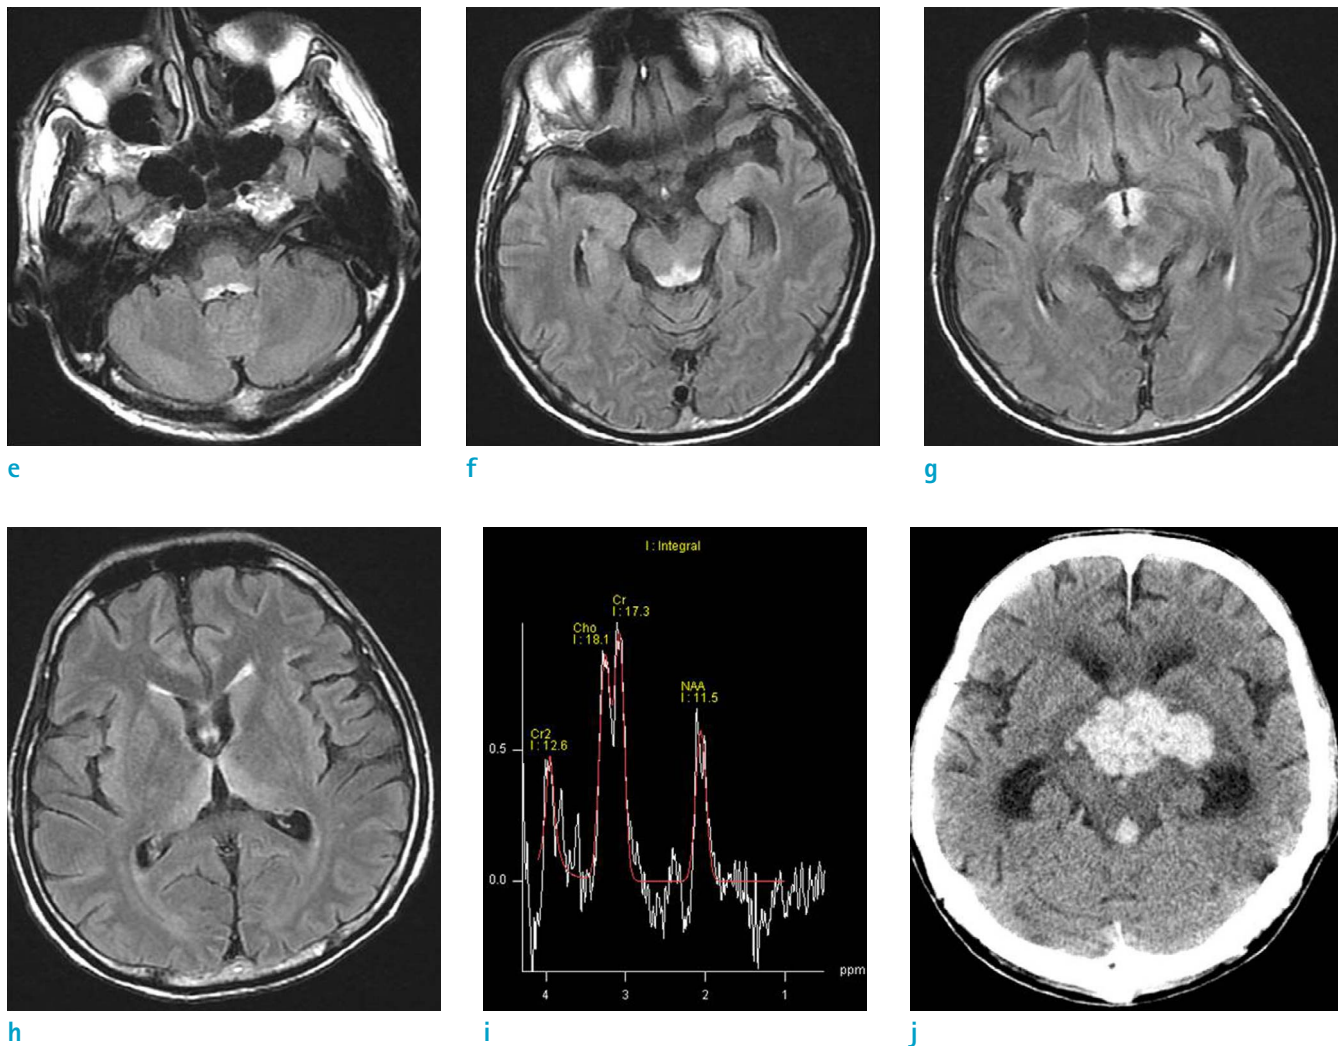 e
f
g
I : Integral
Cr
I : 17.3
Cho
I : 18.1
NAA
I : 11.5
Cr2
I : 12.6
0.5
0.0
ppm
4
3
2
1
h
i
j